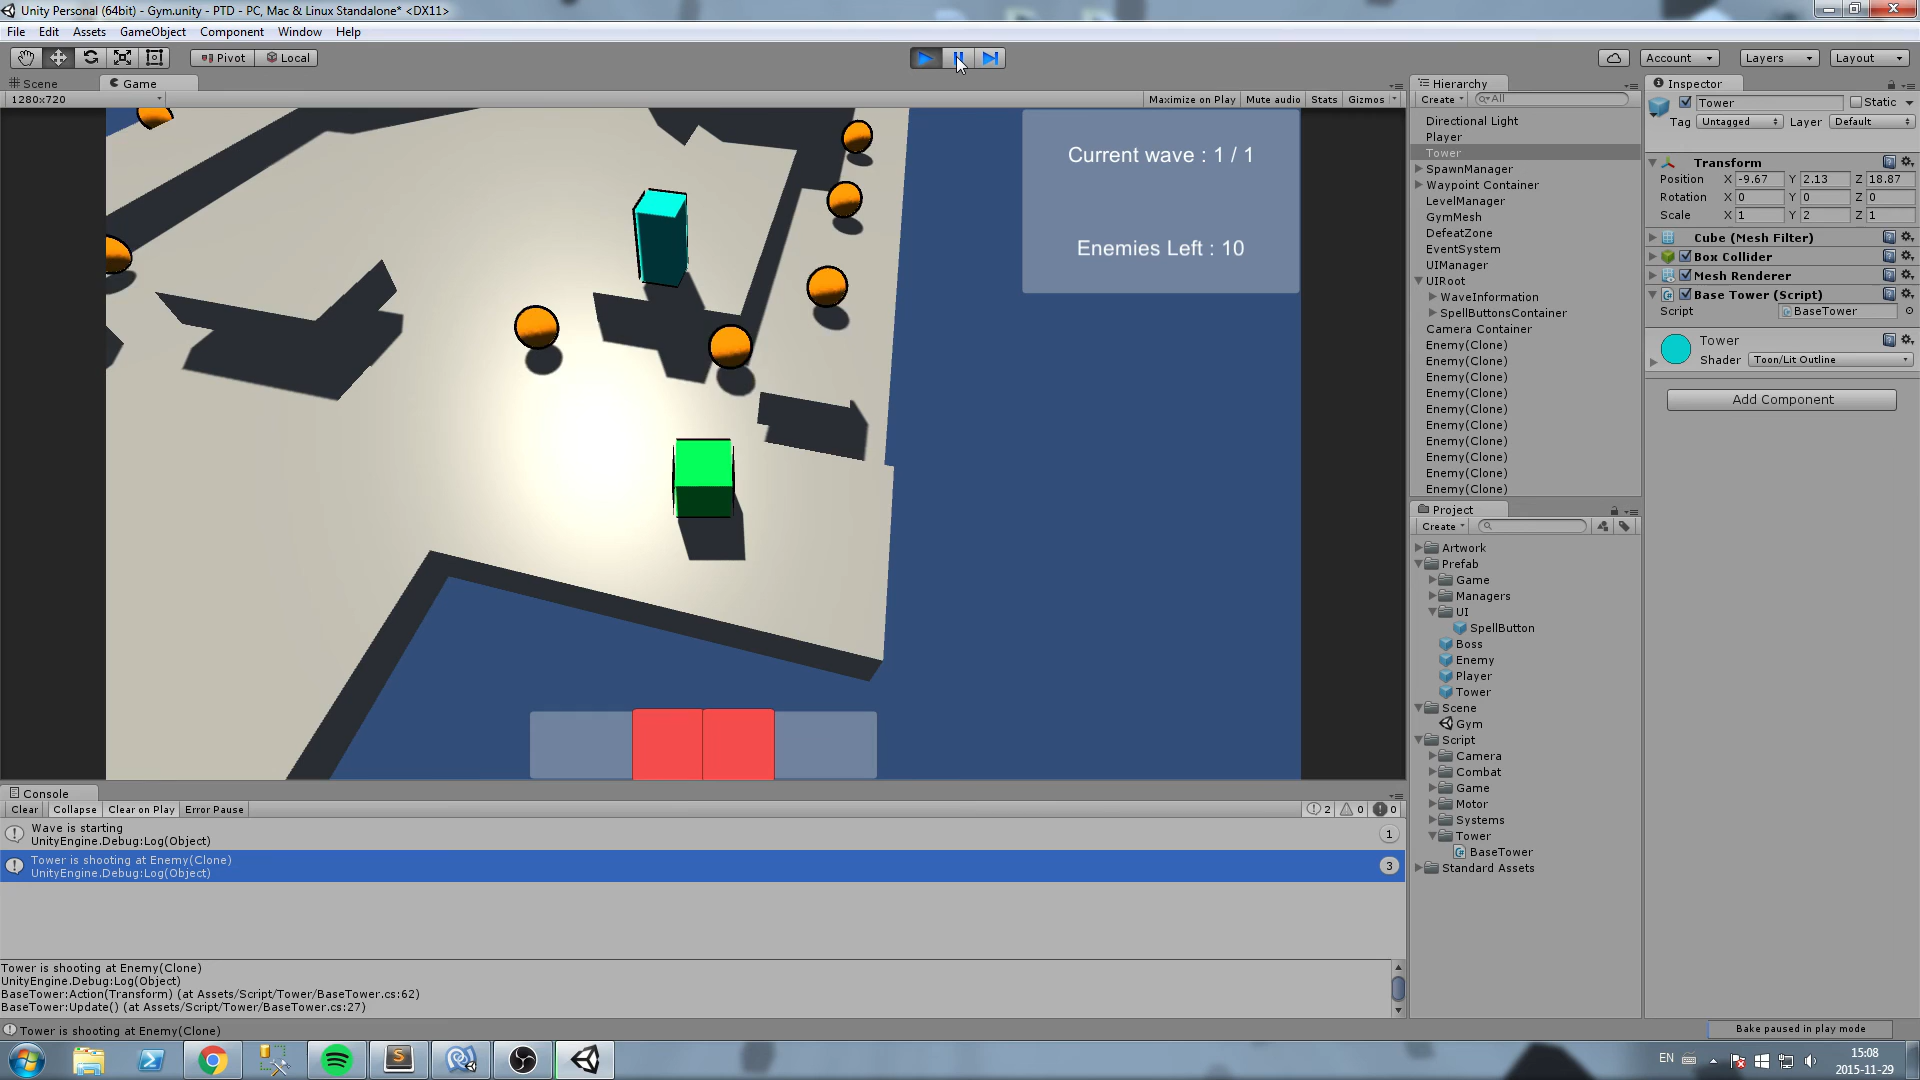 Unity Personal (64bit) - Gym.unity - PTD - PC, Mac & Linux Standalone* <DX11>
File Edit Assets GameObject Component Window Help
Pivot Local Account Layers Layout
Scene Game
1280x720 Maximize on Play Mute audio Stats Gizmos
Current wave : 1 / 1
Enemies Left : 10
Hierarchy
Create All
Directional Light
Player
Tower
SpawnManager
Waypoint Container
LevelManager
GymMesh
DefeatZone
EventSystem
UIManager
UIRoot
WaveInformation
SpellButtonsContainer
Camera Container
Enemy(Clone)
Enemy(Clone)
Enemy(Clone)
Enemy(Clone)
Enemy(Clone)
Enemy(Clone)
Enemy(Clone)
Enemy(Clone)
Enemy(Clone)
Enemy(Clone)
Project
Create
Artwork
Prefab
Game
Managers
UI
SpellButton
Boss
Enemy
Player
Tower
Scene
Gym
Script
Camera
Combat
Game
Motor
Systems
Tower
BaseTower
Standard Assets
Inspector
Tower Static
Tag Untagged Layer Default
Transform
Position X -9.67 Y 2.13 Z 18.87
Rotation X 0 Y 0 Z 0
Scale X 1 Y 2 Z 1
Cube (Mesh Filter)
Box Collider
Mesh Renderer
Base Tower (Script)
Script BaseTower
Tower
Shader Toon/Lit Outline
Add Component
Console
Clear Collapse Clear on Play Error Pause 2 0 0
Wave is starting
UnityEngine.Debug:Log(Object)
1
Tower is shooting at Enemy(Clone)
UnityEngine.Debug:Log(Object)
3
Tower is shooting at Enemy(Clone)
UnityEngine.Debug:Log(Object)
BaseTower:Action(Transform) (at Assets/Script/Tower/BaseTower.cs:62)
BaseTower:Update() (at Assets/Script/Tower/BaseTower.cs:27)
Tower is shooting at Enemy(Clone)
Bake paused in play mode
EN
15:08
2015-11-29